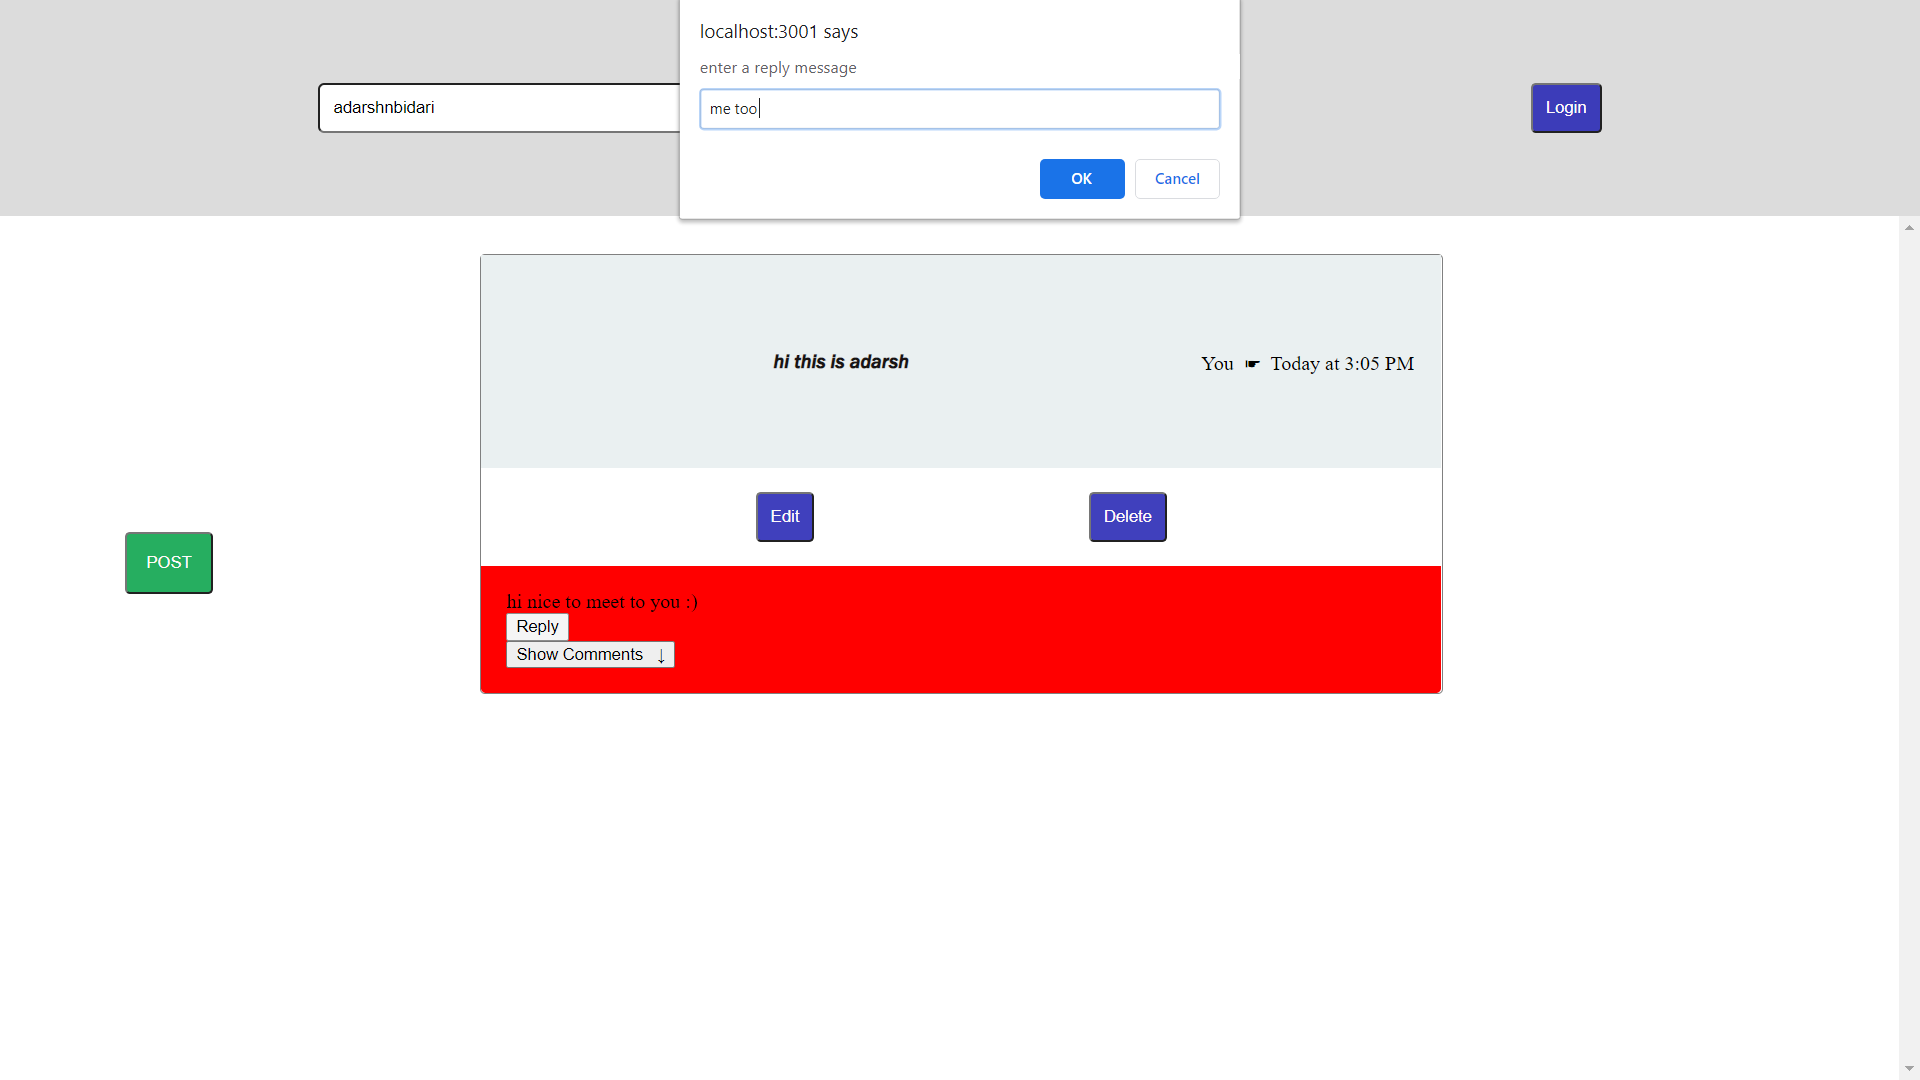 localhost:3001 says
enter a reply message
me too
OK Cancel
adarshnbidari
Login
hi this is adarsh
You ☛ Today at 3:05 PM
Edit
Delete
POST
hi nice to meet to you :)
Reply
Show Comments ↓